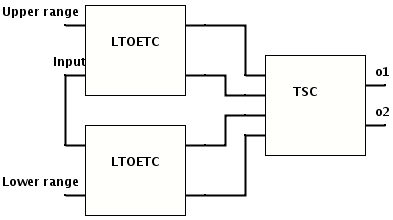 Upper range
LTOETC
Input
o1
TSC
o2
LTOETC
Lower range